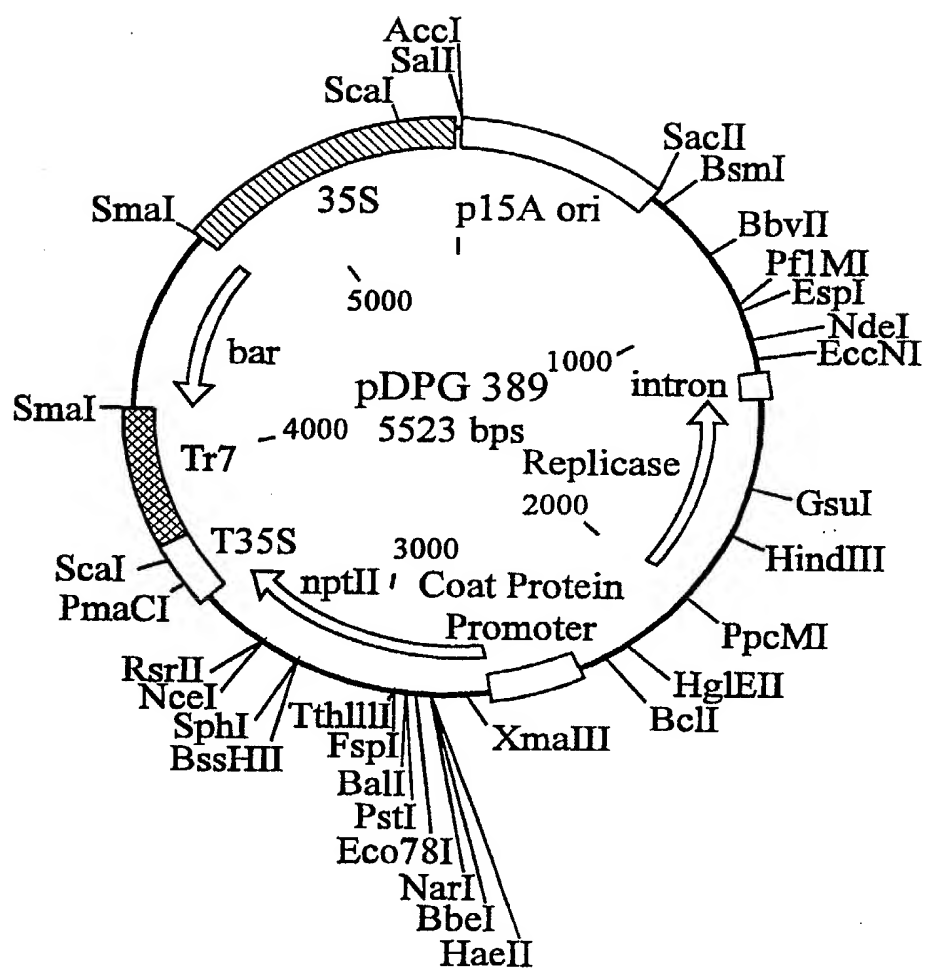 AccI
SalI
ScaI
SacII
BsmI
SmaI
35S
p15A ori
BbvII
PflMI
EspI
5000
NdeI
EccNI
bar
1000
intron
pDPG 389
5523 bps
SmaI
4000
Tr7
Replicase
2000
GsuI
T35S
3000
HindIII
ScaI
nptII
Coat Protein
Promoter
PmaCI
PpcMI
RsrII
NceI
HglEII
SphI
BclI
BssHII
TthlllI
FspI
XmaIII
BalI
PstI
Eco78I
NarI
BbeI
HaeII